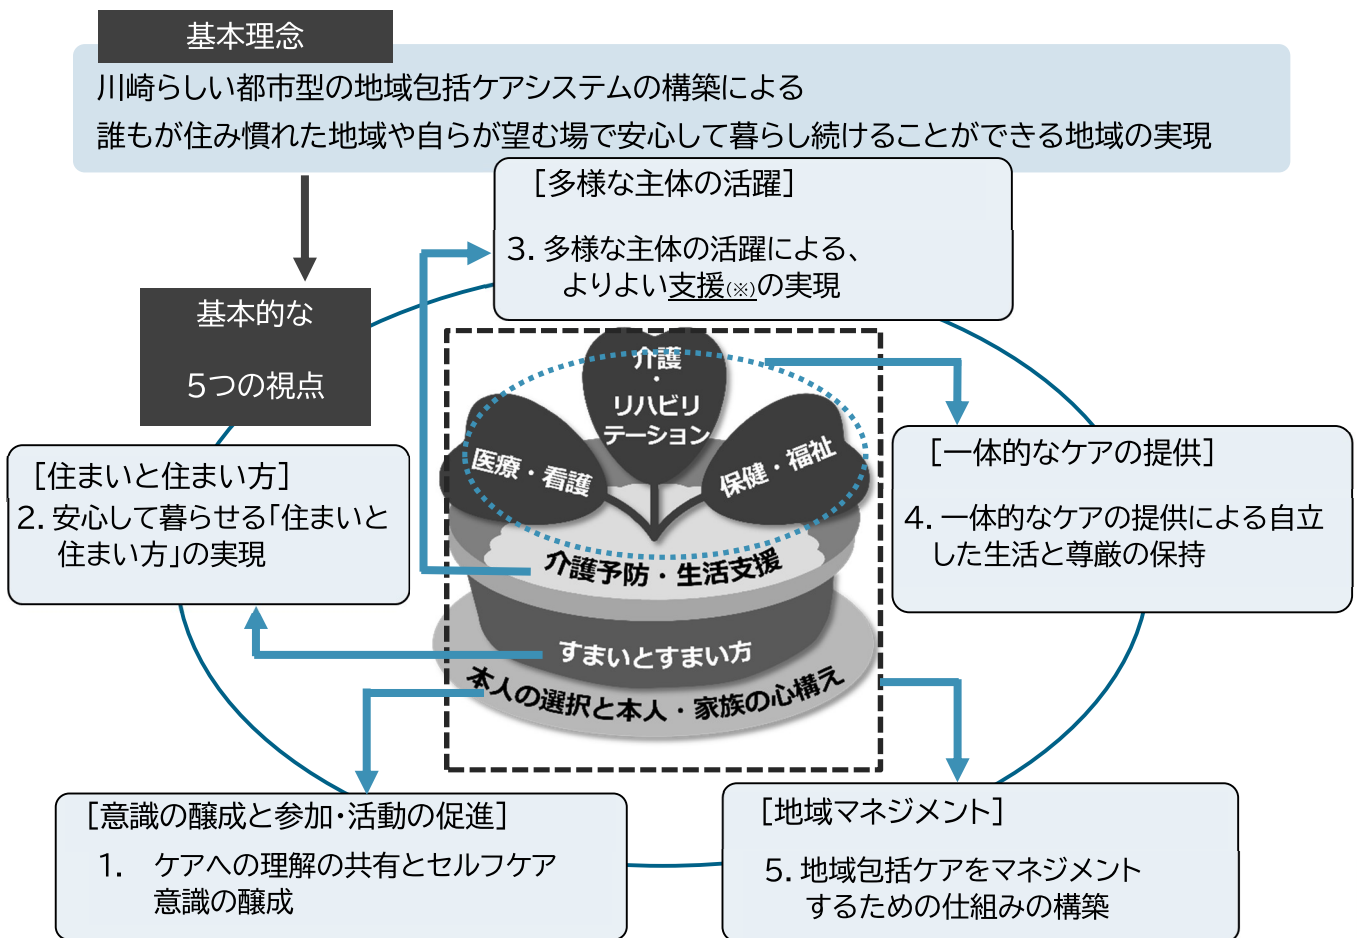 基本理念
川崎らしい都市型の地域包括ケアシステムの構築による
誰もが住み慣れた地域や自らが望む場で安心して暮らし続けることができる地域の実現
[多様な主体の活躍]
3. 多様な主体の活躍による、
よりよい支援(※)の実現
基本的な
5つの視点
介護
・
リハビリ
テーション
医療・看護
保健・福祉
介護予防・生活支援
すまいとすまい方
本人の選択と本人・家族の心構え
[住まいと住まい方]
2. 安心して暮らせる「住まいと
住まい方」の実現
[一体的なケアの提供]
4. 一体的なケアの提供による自立
した生活と尊厳の保持
[意識の醸成と参加・活動の促進]
1. ケアへの理解の共有とセルフケア
意識の醸成
[地域マネジメント]
5. 地域包括ケアをマネジメント
するための仕組みの構築